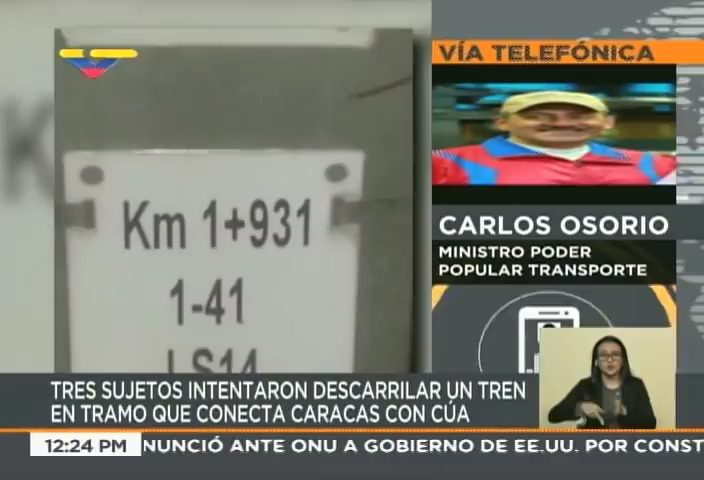 VÍA TELEFÓNICA
Km 1+931
1-41
LS14
CARLOS OSORIO
MINISTRO PODER
POPULAR TRANSPORTE
TRES SUJETOS INTENTARON DESCARRILAR UN TREN
EN TRAMO QUE CONECTA CARACAS CON CÚA
12:24 PM NUNCIÓ ANTE ONU A GOBIERNO DE EE.UU. POR CONST